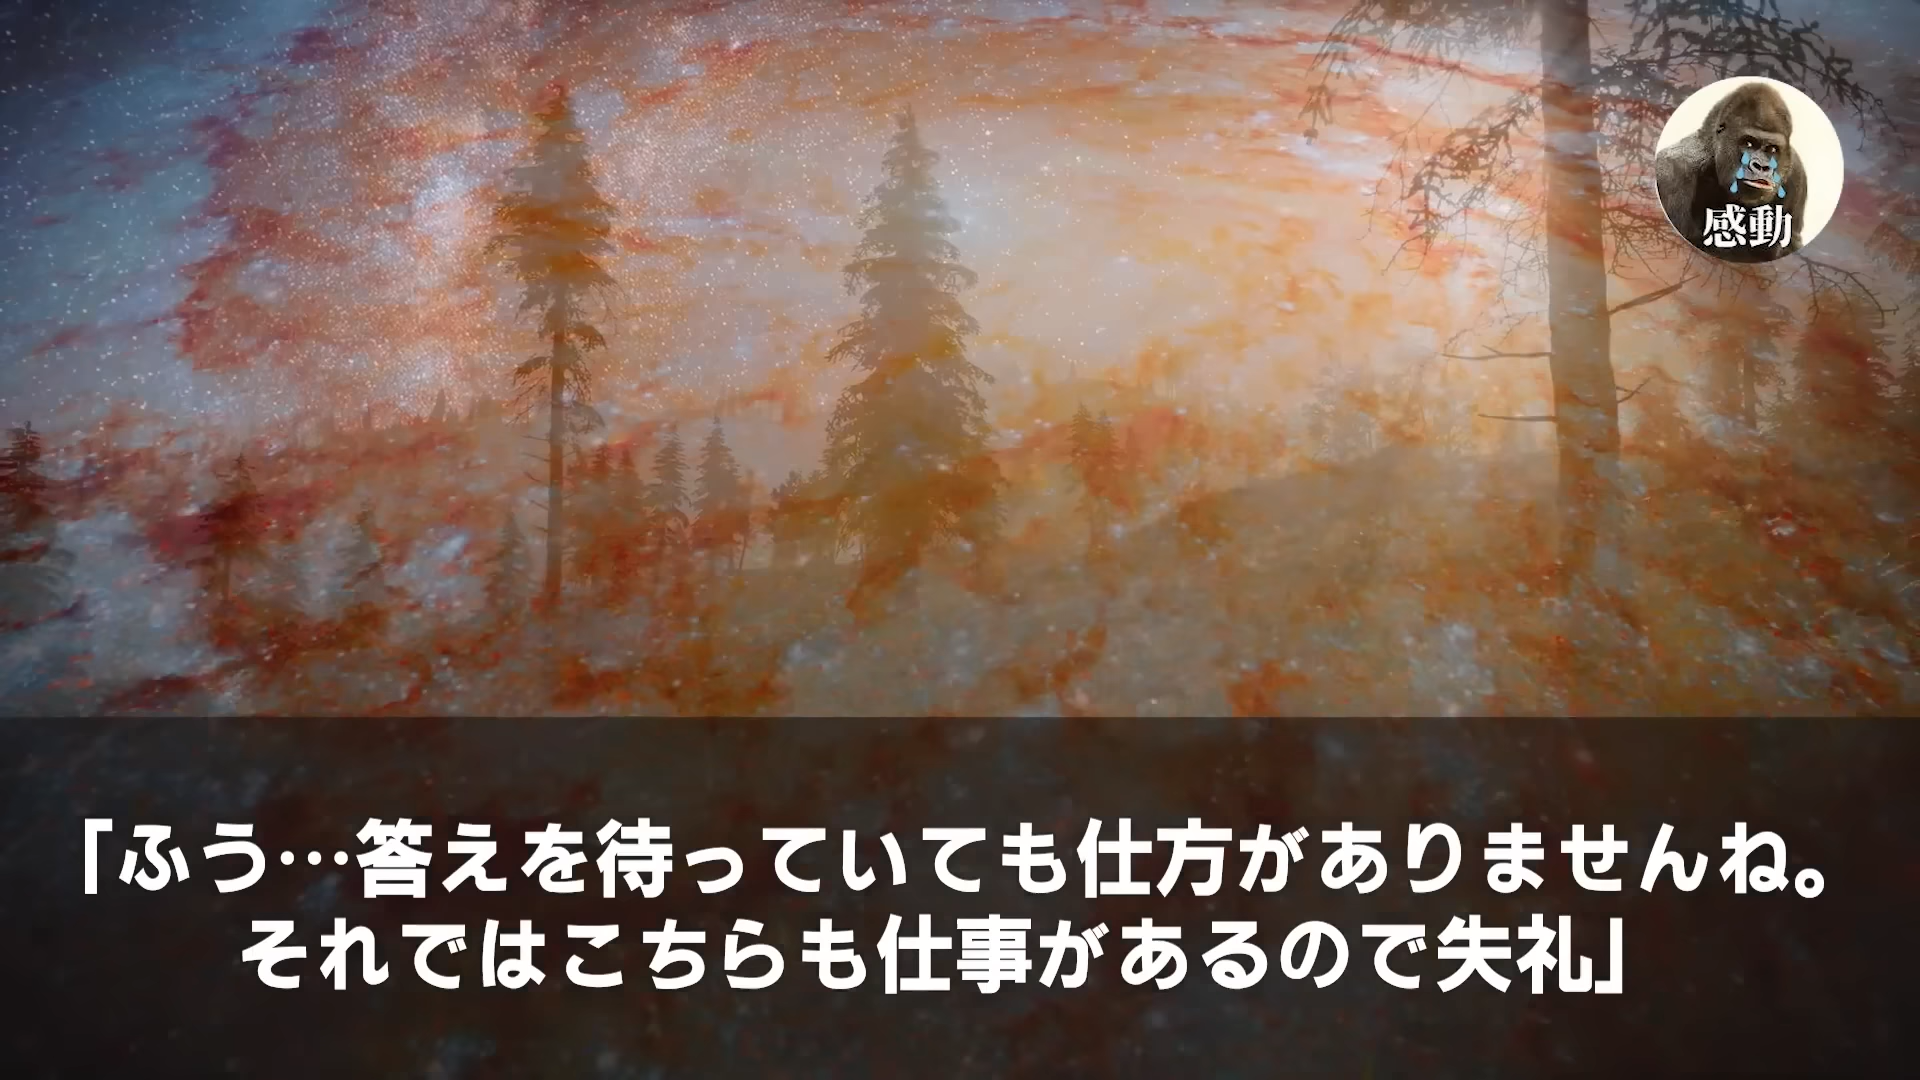 感動
「ふう…答えを待っていても仕方がありませんね。
それではこちらも仕事があるので失礼」